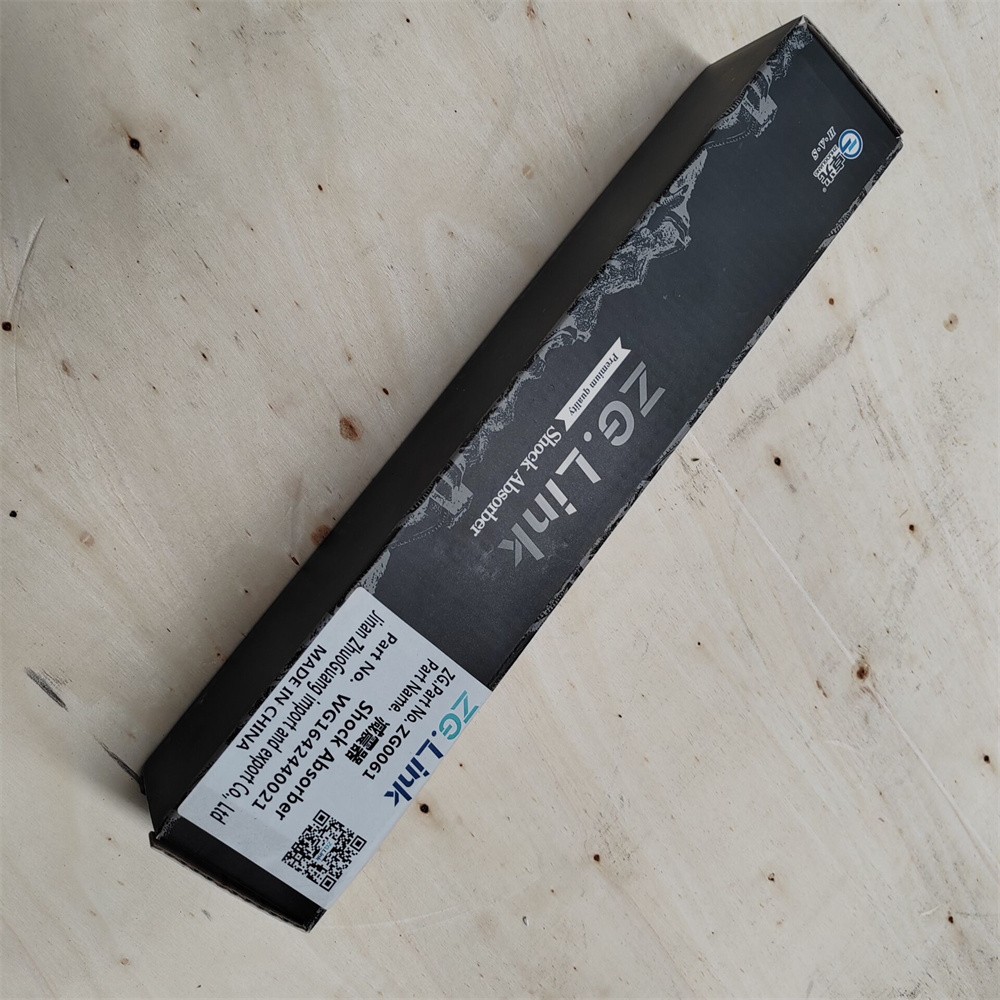 H·A·S
ZG.Link
Premium quality
Shock Absorber
ZG.Link
ZG.Part No. ZG0061
Part Name 减震器
Shock Absorber
Part No. WG1642440021
Jinan ZhuoGuang import and export Co., Ltd
MADE IN CHINA